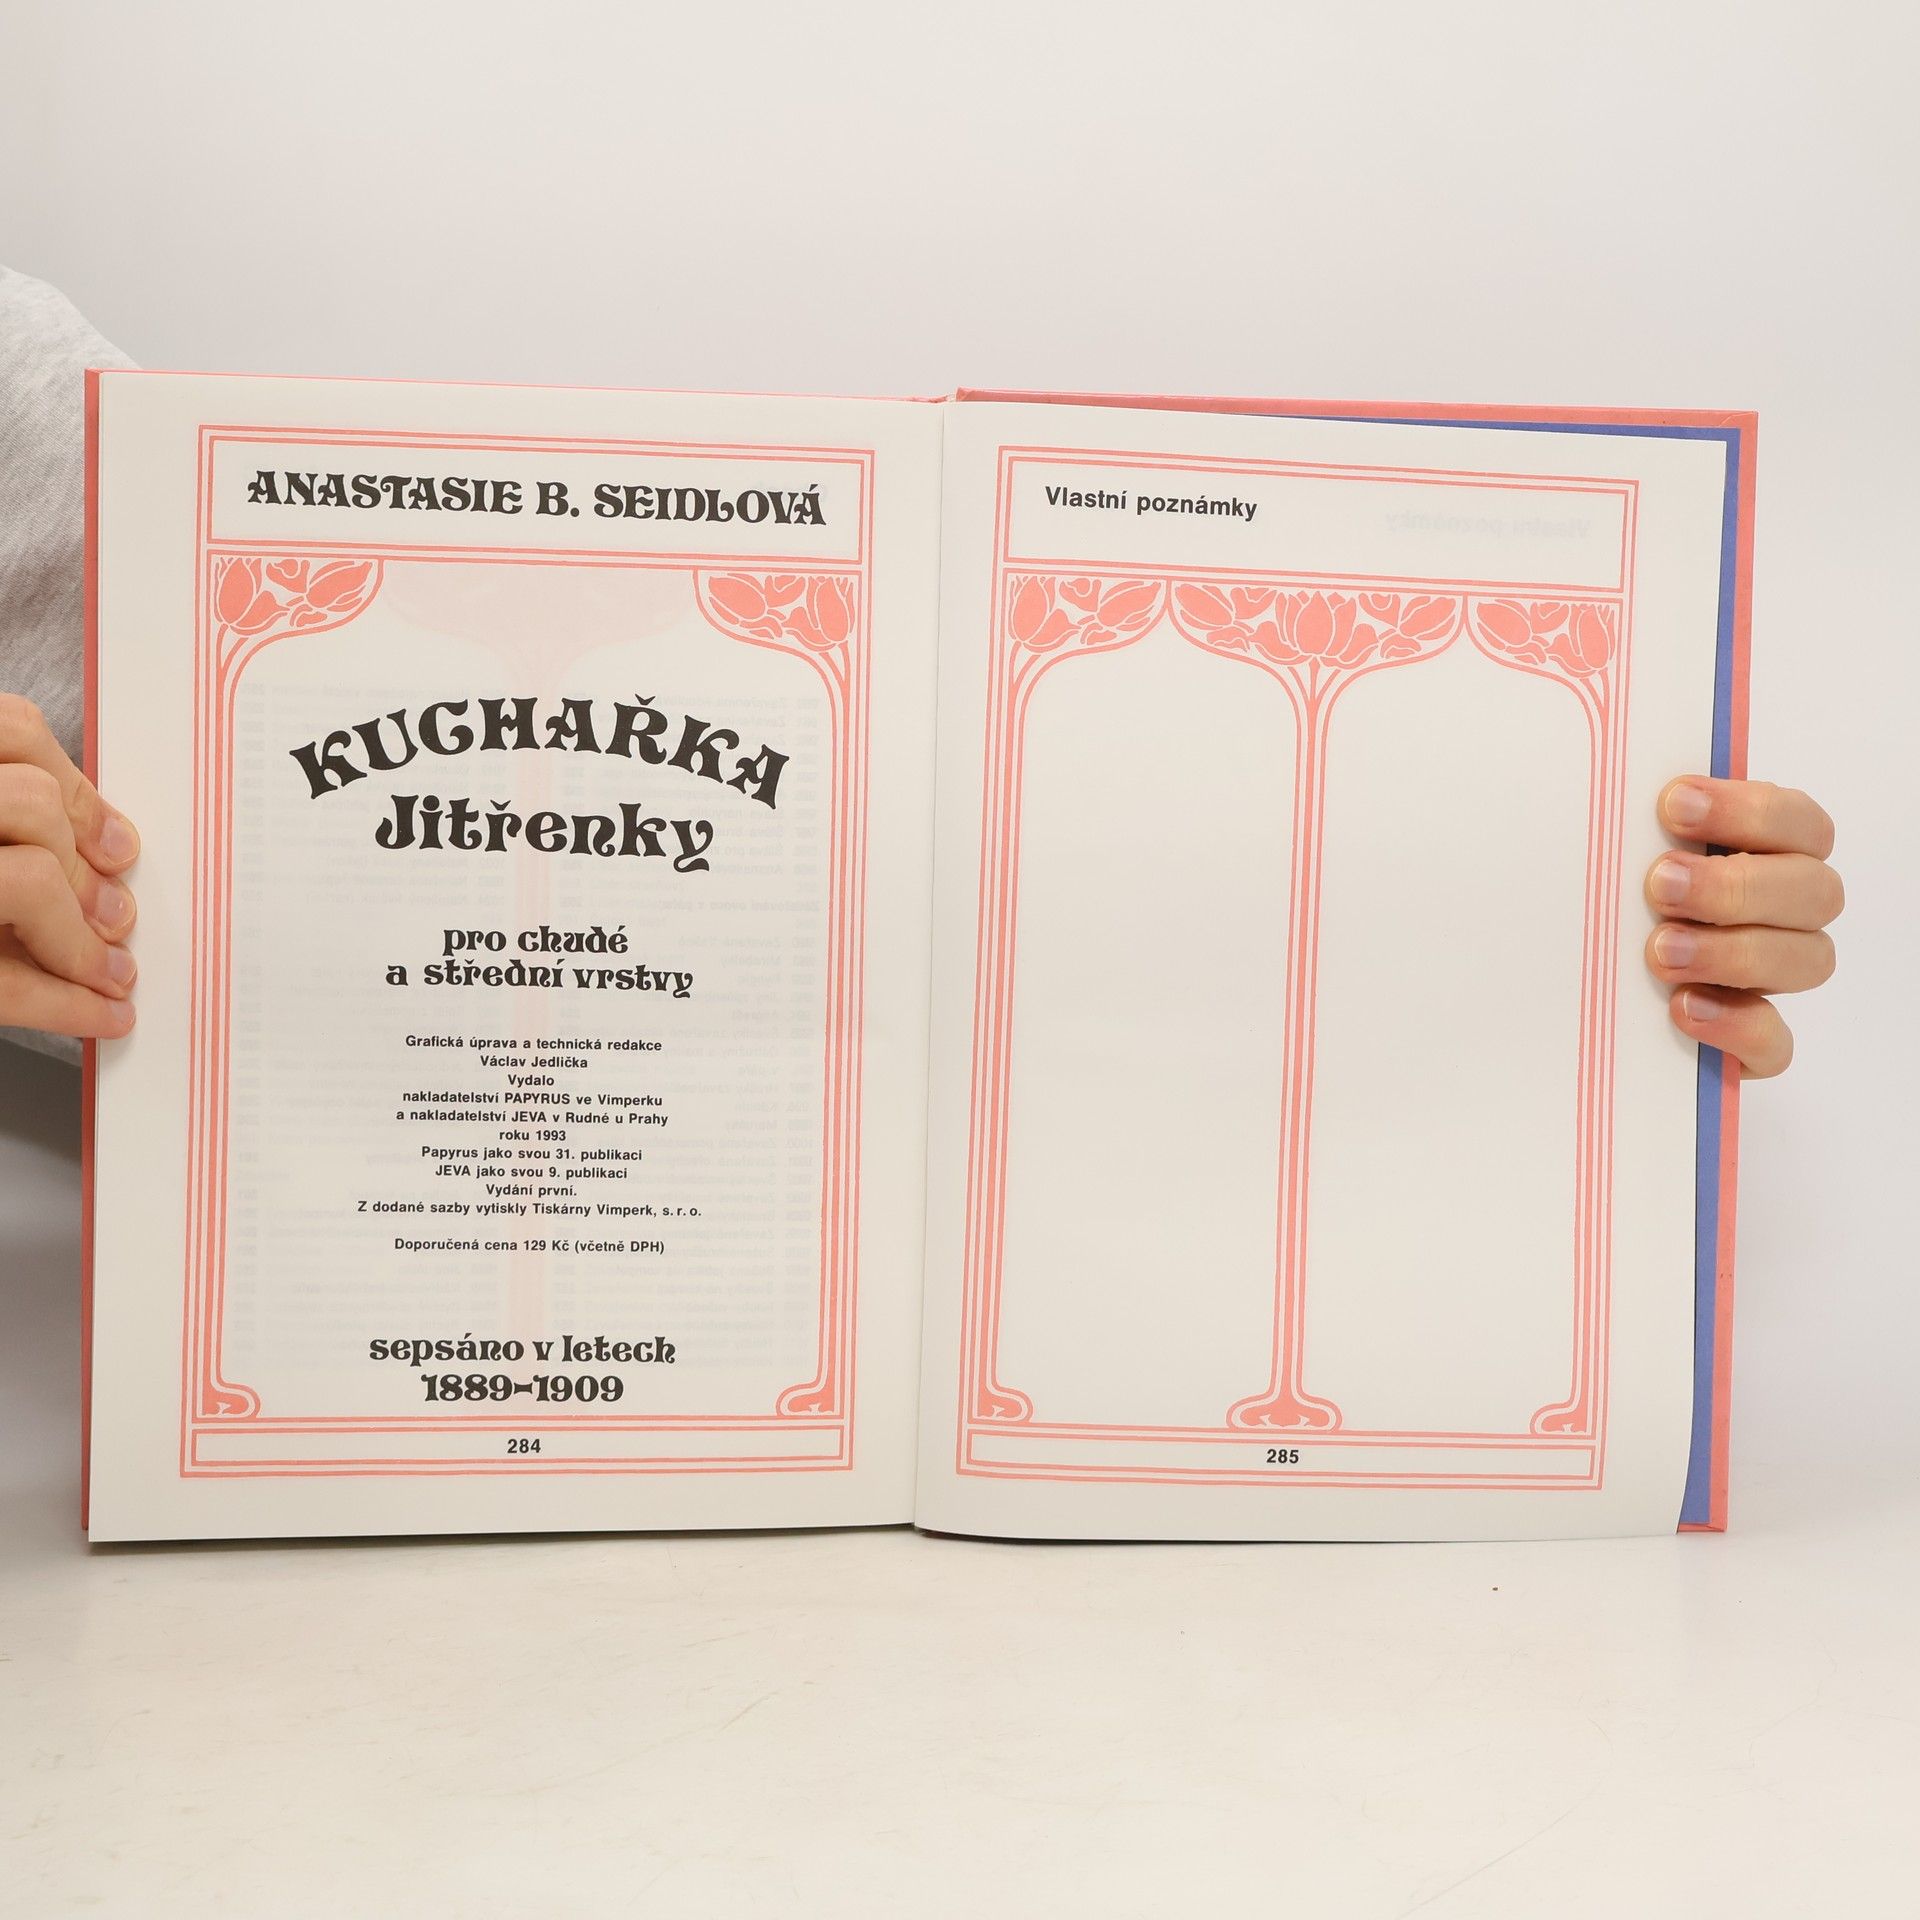 ANASTASIE B. SEIDLOVÁ
KUCHAŘKA
Jitřenky
pro chudé
a střední vrstvy
Grafická úprava a technická redakce
Václav Jedlička
Vydalo
nakladatelství PAPYRUS ve Vimperku
a nakladatelství JEVA v Rudné u Prahy
roku 1993
Papyrus jako svou 31. publikaci
JEVA jako svou 9. publikaci
Vydání první.
Z dodané sazby vytiskly Tiskárny Vimperk, s. r. o.
Doporučená cena 129 Kč (včetně DPH)
sepsáno v letech
1889-1909
284
Vlastní poznámky
285